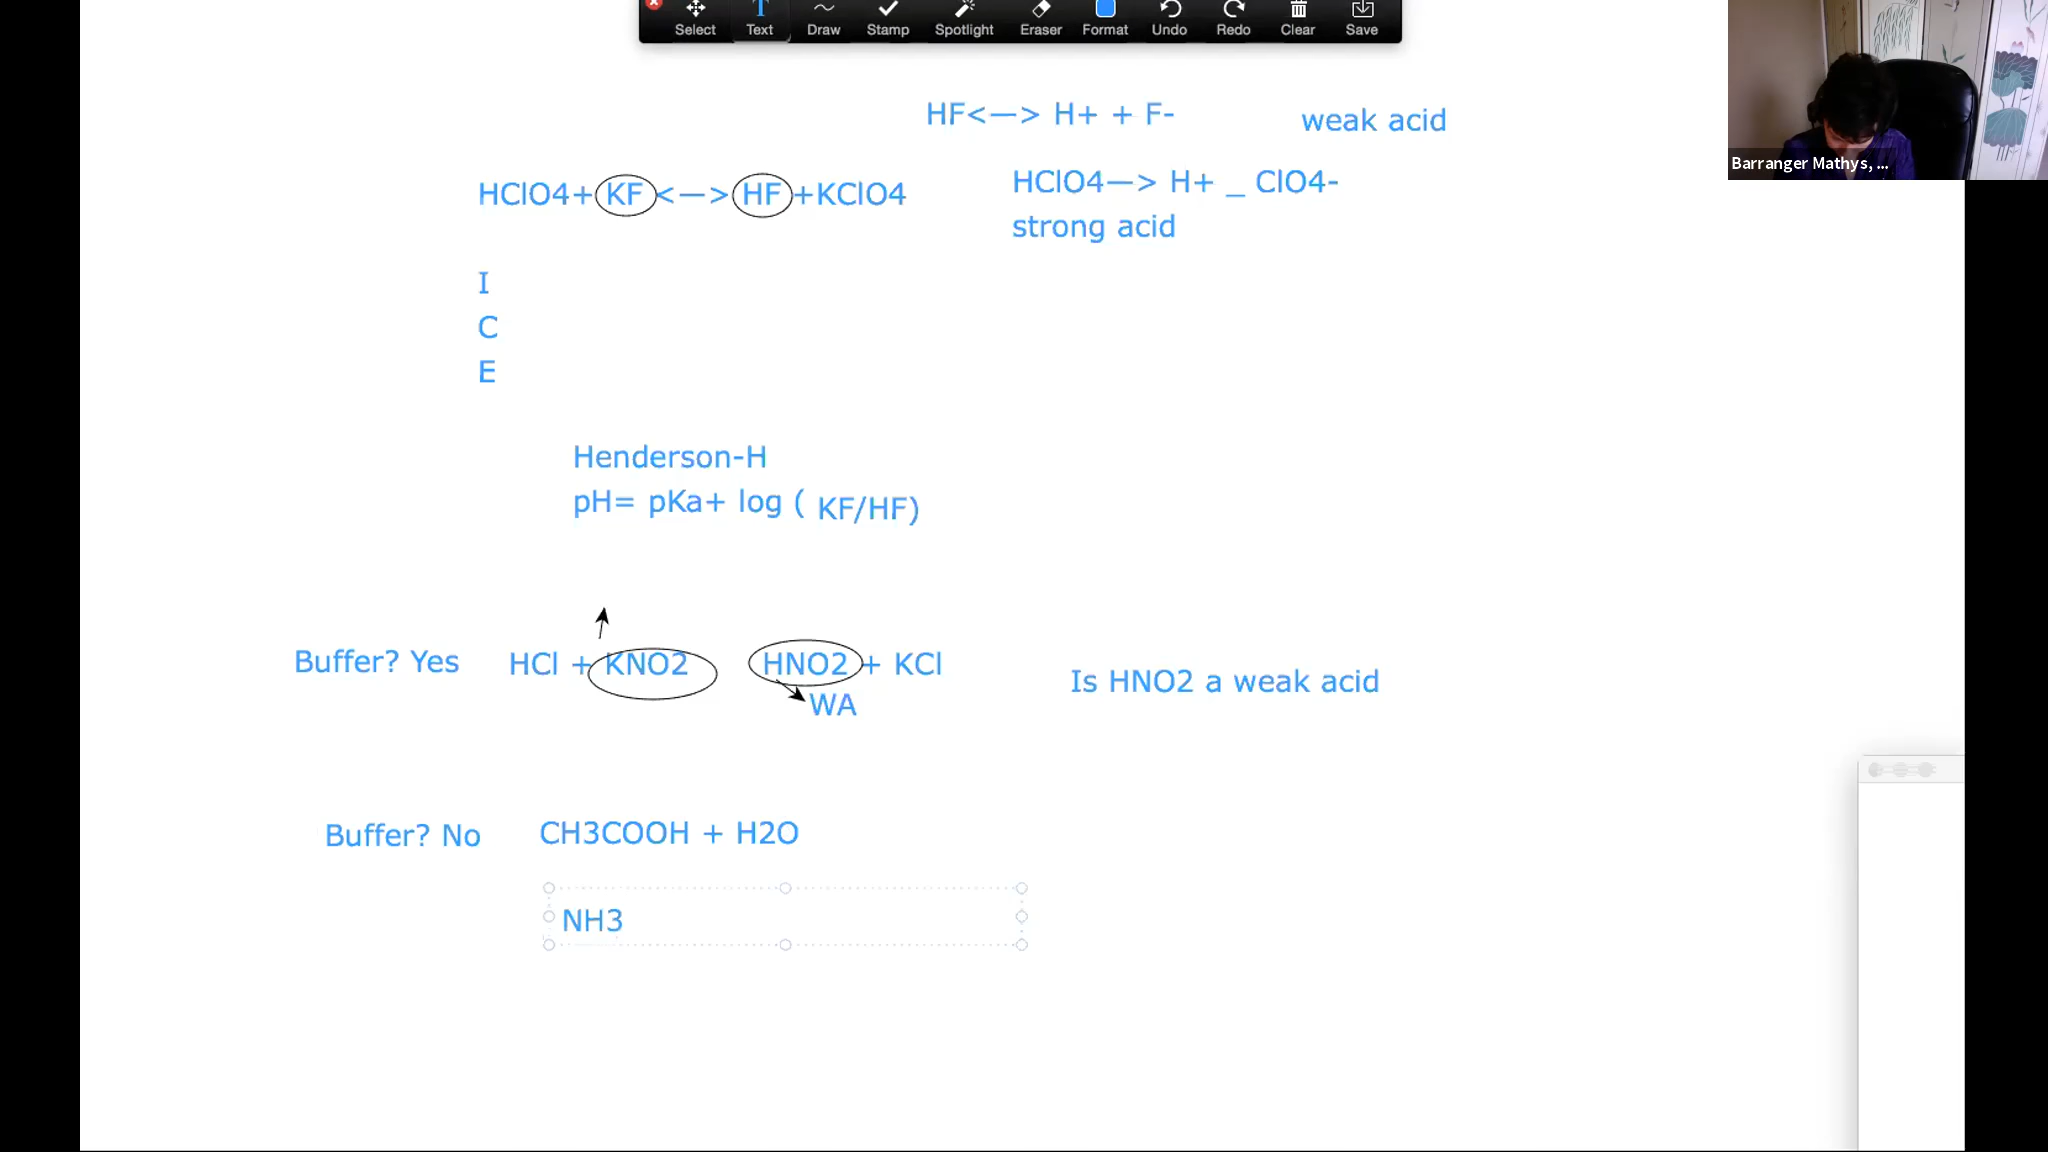 Select Text Draw Stamp Spotlight Eraser Format Undo Redo Clear Save
Barranger Mathys, ...
HF<—> H+ + F-
weak acid
HClO4+ KF <—> HF +KClO4
HClO4—> H+ _ ClO4-
strong acid
I
C
E
Henderson-H
pH= pKa+ log ( KF/HF)
Buffer? Yes
HCl + KNO2
HNO2 + KCl
WA
Is HNO2 a weak acid
Buffer? No
CH3COOH + H2O
NH3